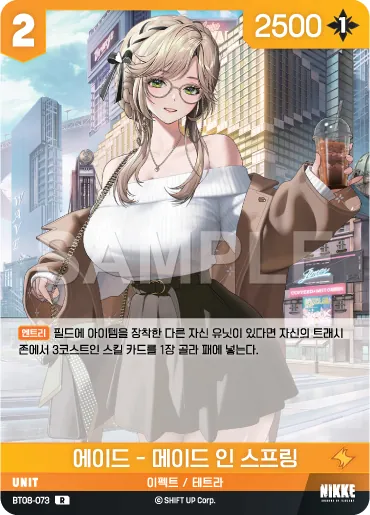 2
2500 1
SAMPLE
엔트리 필드에 아이템을 장착한 다른 자신 유닛이 있다면 자신의 트래시
존에서 3코스트인 스킬 카드를 1장 골라 패에 넣는다.
에이드 - 메이드 인 스프링
UNIT
이펙트 / 테트라
BT08-073 R
©SHIFT UP Corp.
NIKKE